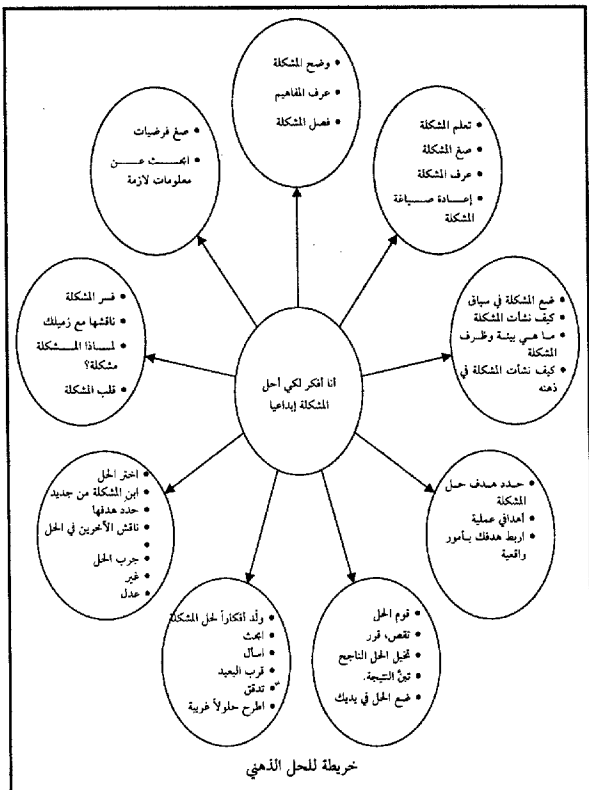 وضح المشكلة
عرف المفاهيم
فصل المشكلة
تعلم المشكلة
صغ المشكلة
عرف المشكلة
إعادة صياغة
المشكلة
صغ فرضيات
ابحث عن
معلومات لازمة
ضع المشكلة في سياق
كيف نشأت المشكلة
ما هي بيئة وظرف
المشكلة
كيف نشأت المشكلة في
ذهنه
فسر المشكلة
ناقشها مع زميلك
لماذا المشكلة
مشكلة؟
قلب المشكلة
أنا أفكر لكي أحل
المشكلة إبداعيا
حدد هدف حل
المشكلة
أهدافي عملية
اربط هدفك بأمور
واقعية
اختر الحل
ابن المشكلة من جديد
حدّد هدفها
ناقش الآخرين في الحل
جرب الحل
غير
عدل
قوم الحل
تقص، قرر
تخيل الحل الناجح
تبنَّ النتيجة.
ضع الحل في يديك
ولّد أفكاراً لحل المشكلة
ابحث
اسأل
قرب البعيد
تدقق
اطرح حلولاً غريبة
خريطة للحل الذهني